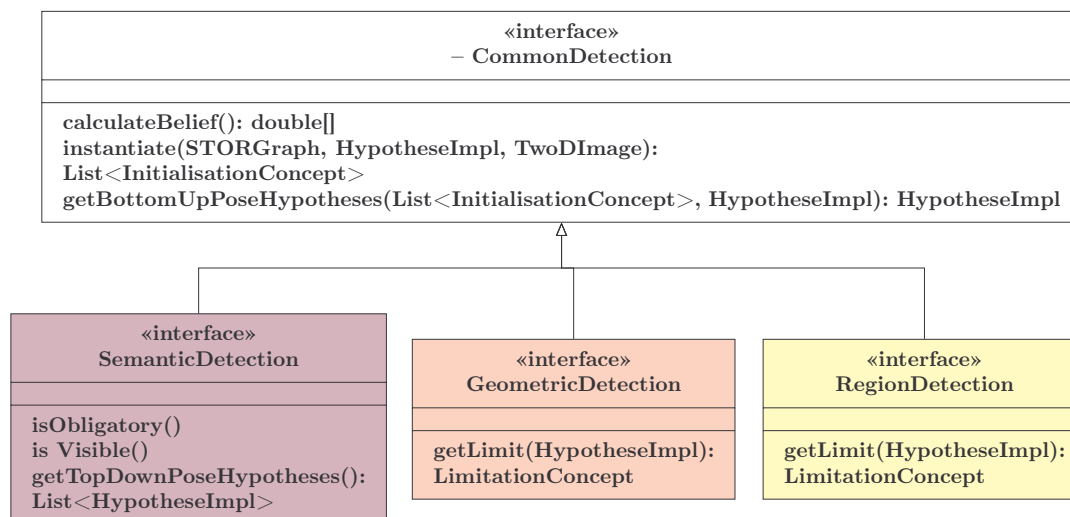 «interface»
– CommonDetection
calculateBelief(): double[]
instantiate(STORGraph, HypotheseImpl, TwoDImage):
List<InitialisationConcept>
getBottomUpPoseHypotheses(List<InitialisationConcept>, HypotheseImpl): HypotheseImpl
«interface»
SemanticDetection
isObligatory()
is Visible()
getTopDownPoseHypotheses():
List<HypotheseImpl>
«interface»
GeometricDetection
getLimit(HypotheseImpl):
LimitationConcept
«interface»
RegionDetection
getLimit(HypotheseImpl):
LimitationConcept